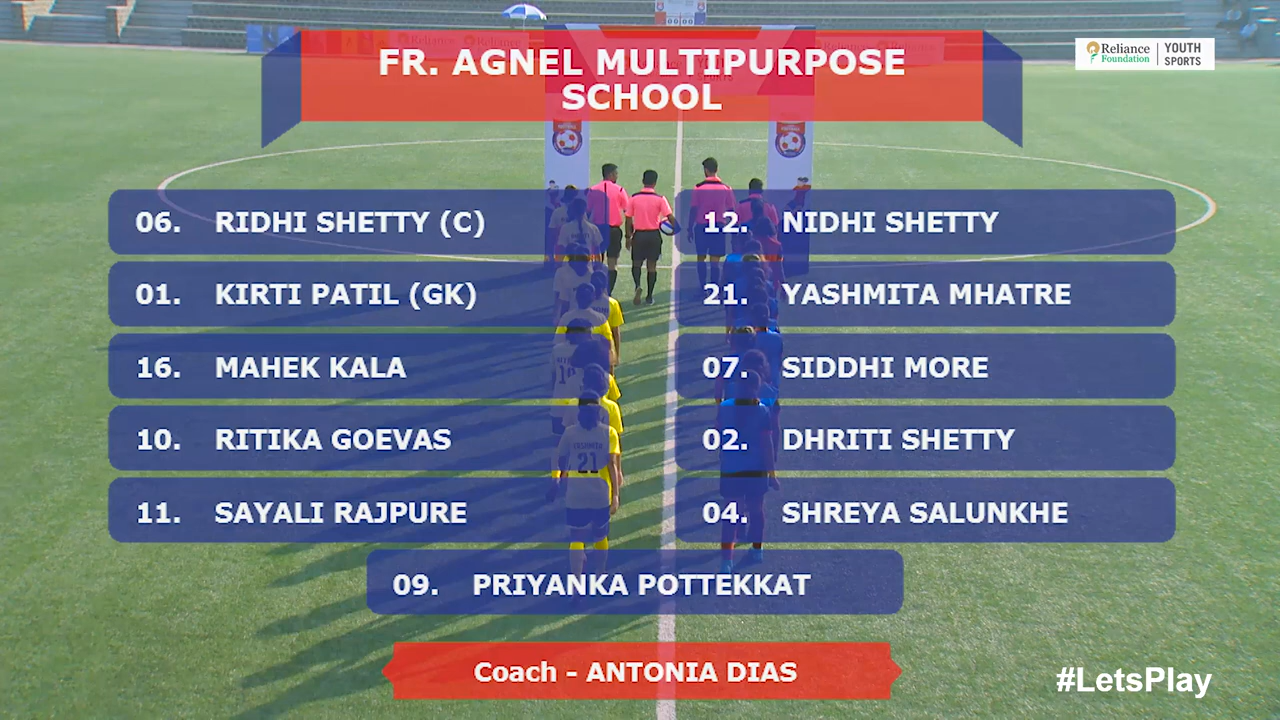 Reliance
Foundation
YOUTH
SPORTS
FR. AGNEL MULTIPURPOSE
SCHOOL
06. RIDHI SHETTY (C)
12. NIDHI SHETTY
01. KIRTI PATIL (GK)
21. YASHMITA MHATRE
16. MAHEK KALA
07. SIDDHI MORE
10. RITIKA GOEVAS
02. DHRITI SHETTY
11. SAYALI RAJPURE
04. SHREYA SALUNKHE
09. PRIYANKA POTTEKKAT
YASHMITA
21
Coach - ANTONIA DIAS
#LetsPlay